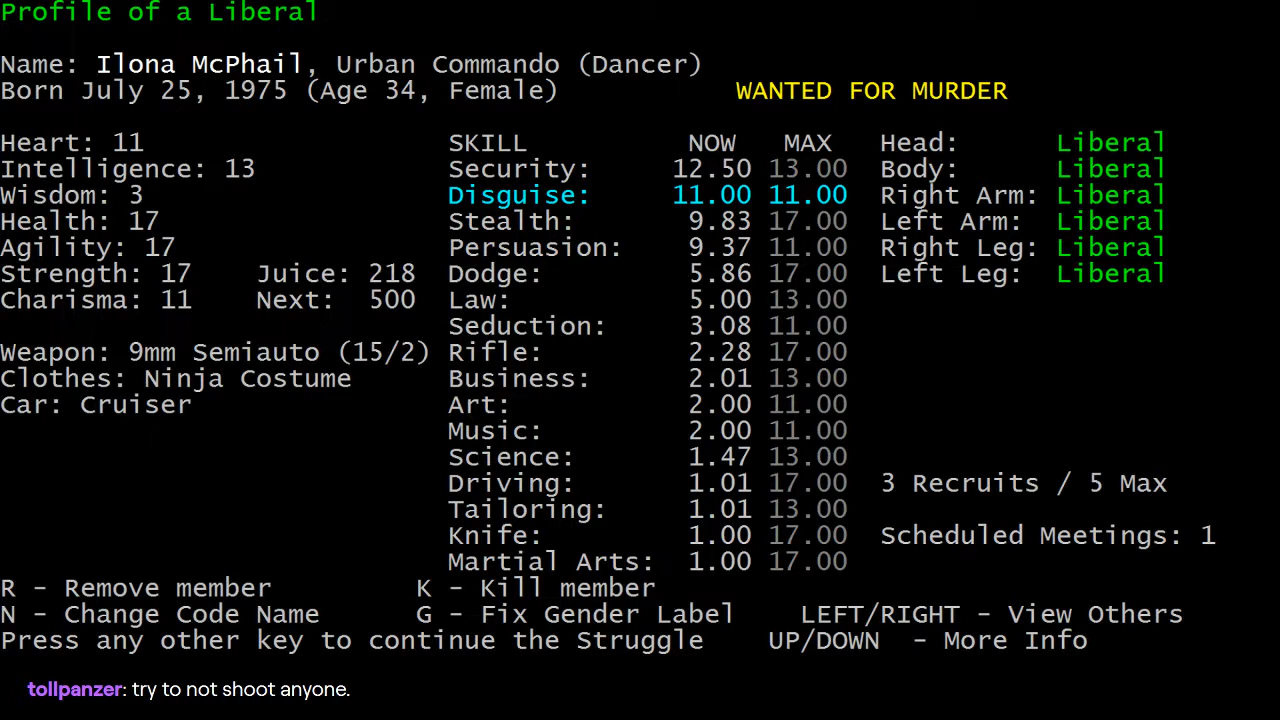 Profile of a Liberal
Name: Ilona McPhail, Urban Commando (Dancer)
Born July 25, 1975 (Age 34, Female) WANTED FOR MURDER
Heart: 11 SKILL NOW MAX Head: Liberal
Intelligence: 13 Security: 12.50 13.00 Body: Liberal
Wisdom: 3 Disguise: 11.00 11.00 Right Arm: Liberal
Health: 17 Stealth: 9.83 17.00 Left Arm: Liberal
Agility: 17 Persuasion: 9.37 11.00 Right Leg: Liberal
Strength: 17 Juice: 218 Dodge: 5.86 17.00 Left Leg: Liberal
Charisma: 11 Next: 500 Law: 5.00 13.00
Seduction: 3.08 11.00
Weapon: 9mm Semiauto (15/2) Rifle: 2.28 17.00
Clothes: Ninja Costume Business: 2.01 13.00
Car: Cruiser Art: 2.00 11.00
Music: 2.00 11.00
Science: 1.47 13.00
Driving: 1.01 17.00 3 Recruits / 5 Max
Tailoring: 1.01 13.00
Knife: 1.00 17.00 Scheduled Meetings: 1
Martial Arts: 1.00 17.00
R - Remove member K - Kill member
N - Change Code Name G - Fix Gender Label LEFT/RIGHT - View Others
Press any other key to continue the Struggle UP/DOWN - More Info
tollpanzer: try to not shoot anyone.